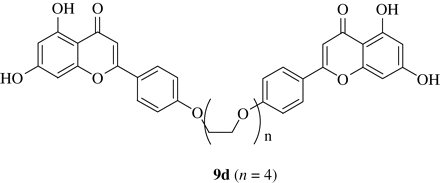 OH O O OH
HO O O O O OH
n
9d (n = 4)